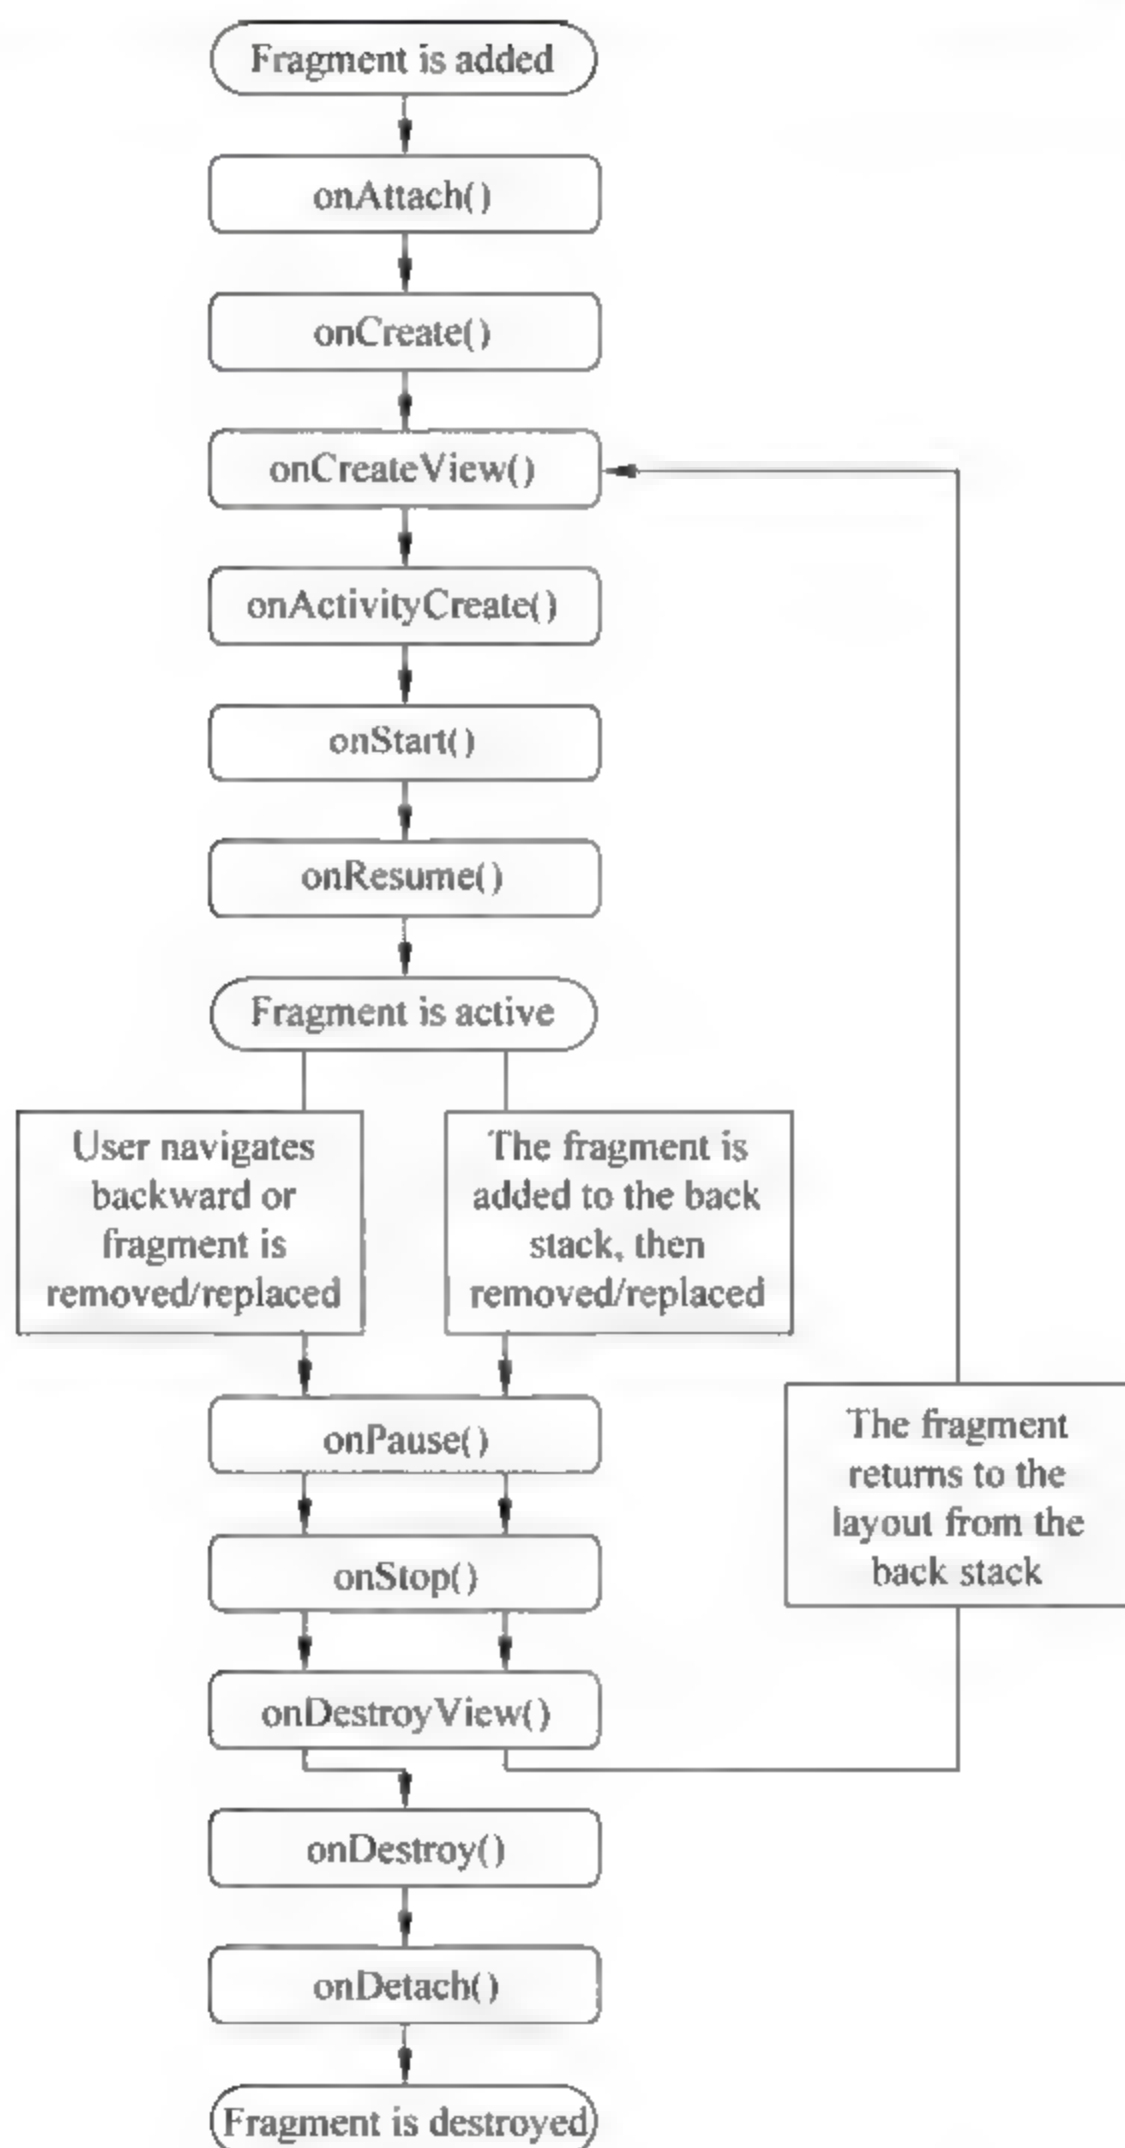 Fragment is added
onAttach()
onCreate()
onCreateView()
onActivityCreate()
onStart()
onResume()
Fragment is active
User navigates
backward or
fragment is
removed/replaced
The fragment is
added to the back
stack, then
removed/replaced
onPause()
The fragment
returns to the
layout from the
back stack
onStop()
onDestroyView()
onDestroy()
onDetach()
Fragment is destroyed